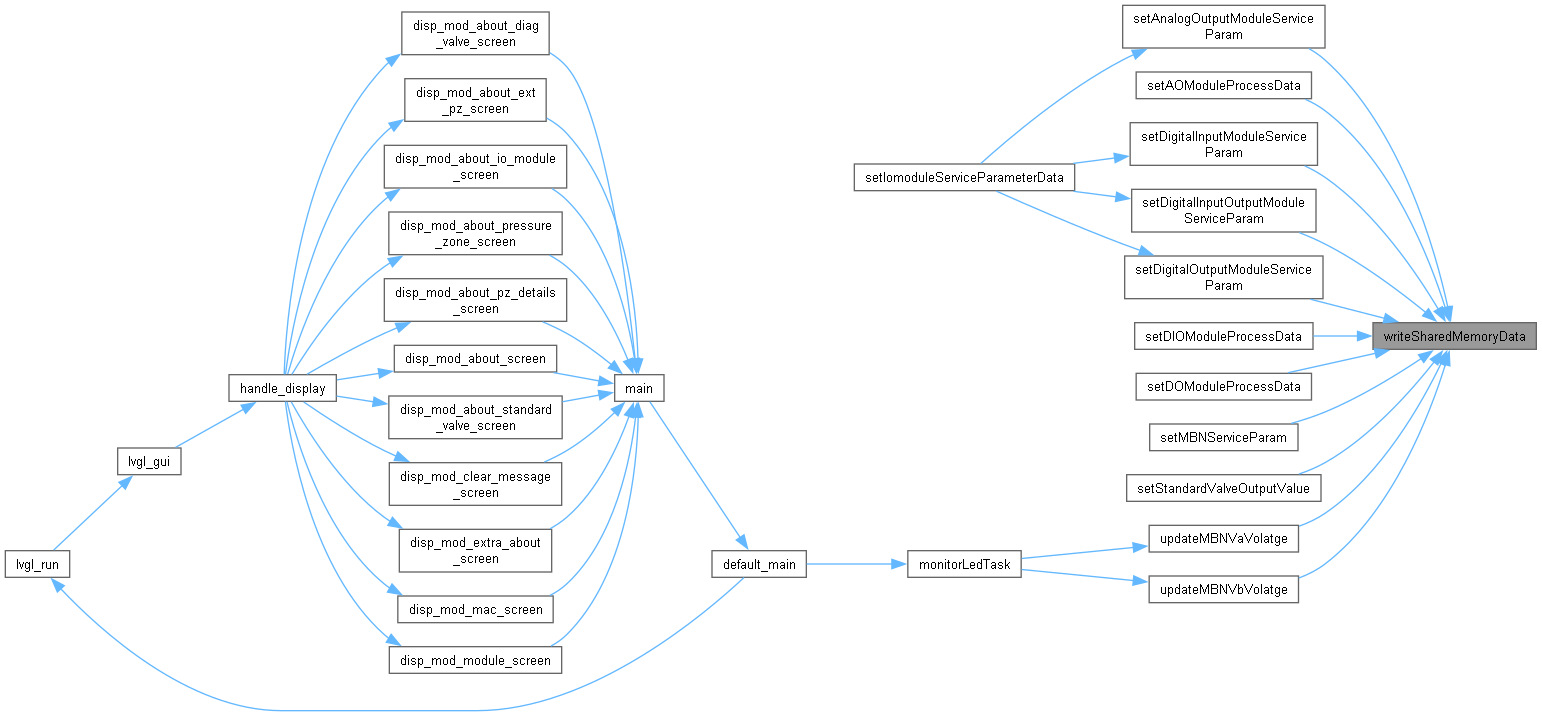 disp_mod_about_diag
_valve_screen
disp_mod_about_ext
_pz_screen
disp_mod_about_io_module
_screen
disp_mod_about_pressure
_zone_screen
disp_mod_about_pz_details
_screen
disp_mod_about_screen
disp_mod_about_standard
_valve_screen
disp_mod_clear_message
_screen
disp_mod_extra_about
_screen
disp_mod_mac_screen
disp_mod_module_screen
handle_display
lvgl_gui
lvgl_run
main
default_main
monitorLedTask
setIomoduleServiceParameterData
setAnalogOutputModuleService
Param
setAOModuleProcessData
setDigitalInputModuleService
Param
setDigitalInputOutputModule
ServiceParam
setDigitalOutputModuleService
Param
setDIOModuleProcessData
setDOModuleProcessData
setMBNServiceParam
setStandardValveOutputValue
updateMBNVaVolatge
updateMBNVbVolatge
writeSharedMemoryData